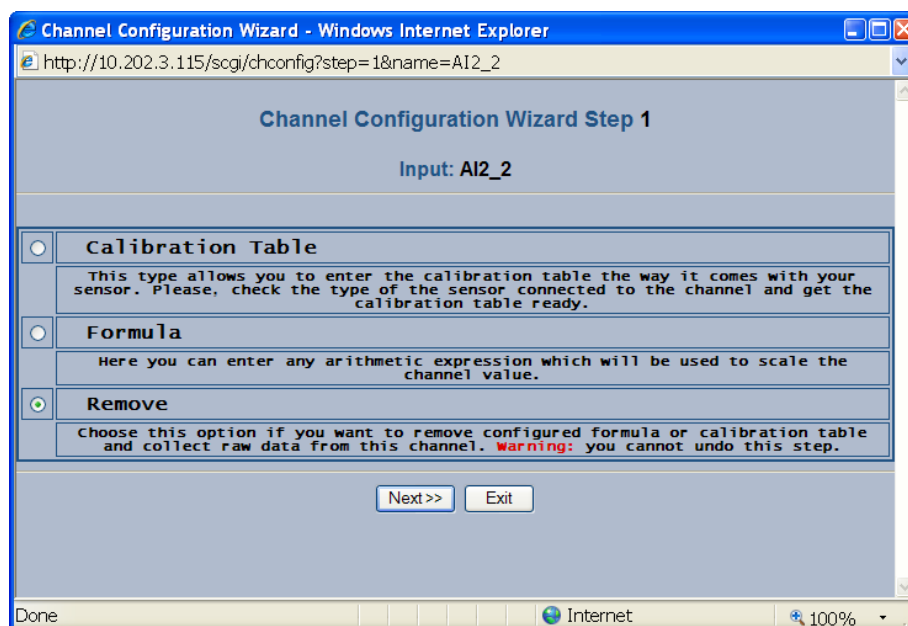 Channel Configuration Wizard - Windows Internet Explorer
http://10.202.3.115/scgi/chconfig?step=1&name=AI2_2
Channel Configuration Wizard Step 1
Input: AI2_2
Calibration Table
This type allows you to enter the calibration table the way it comes with your
sensor. Please, check the type of the sensor connected to the channel and get the
calibration table ready.
Formula
Here you can enter any arithmetic expression which will be used to scale the
channel value.
Remove
Choose this option if you want to remove configured formula or calibration table
and collect raw data from this channel. Warning: you cannot undo this step.
Next>> Exit
Done Internet 100%